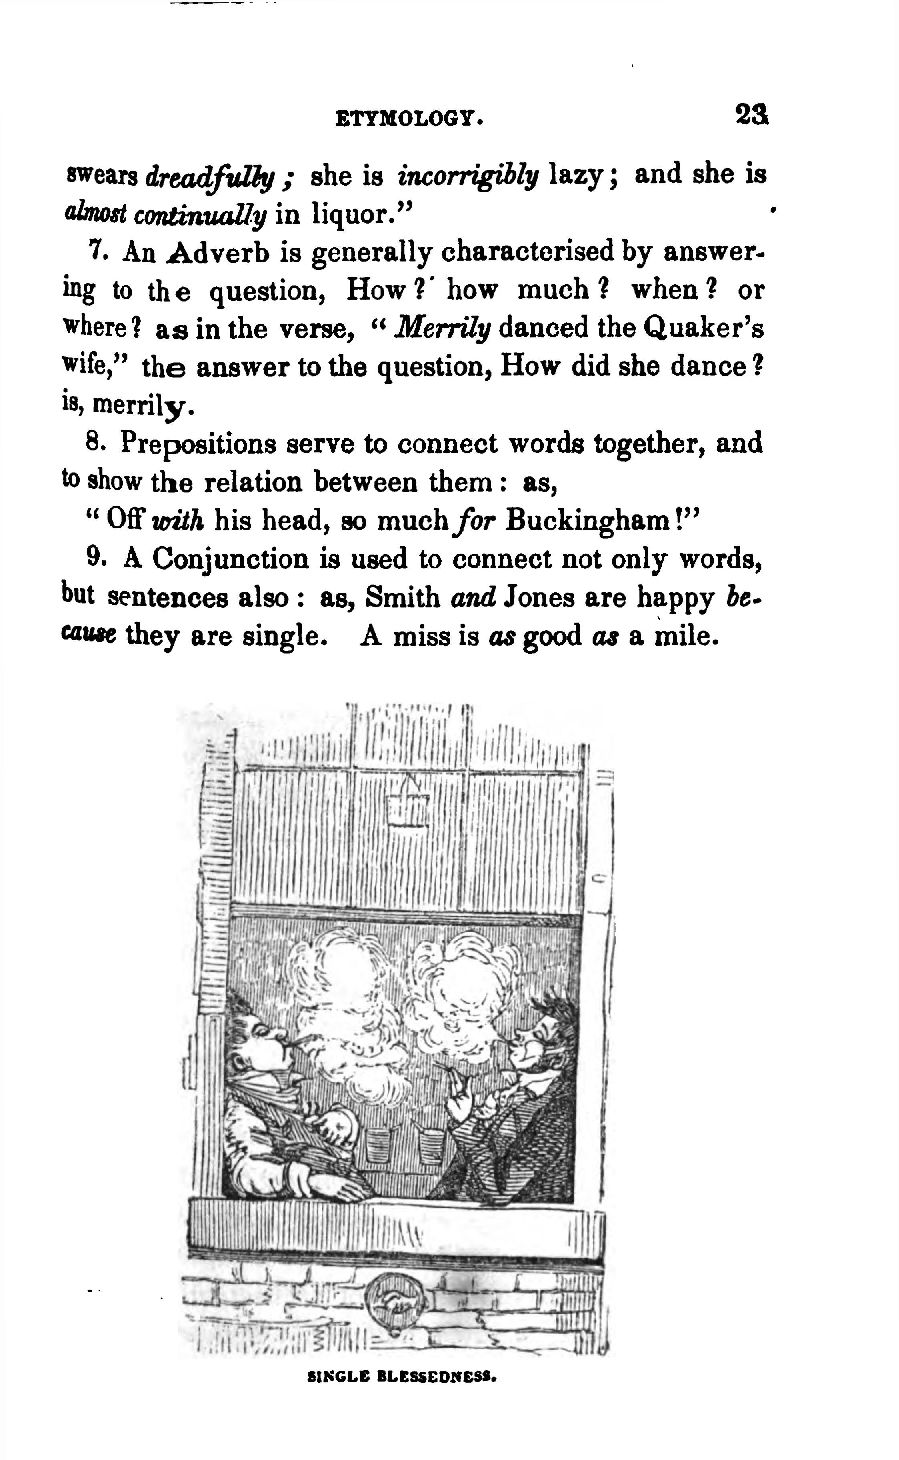 ETYMOLOGY. 23
swears dreadfully; she is incorrigibly lazy; and she is
almost continually in liquor.”
7. An Adverb is generally characterised by answer-
ing to the question, How? how much? when? or
where? as in the verse, “Merrily danced the Quaker’s
wife,” the answer to the question, How did she dance?
is, merrily.
8. Prepositions serve to connect words together, and
to show the relation between them: as,
“Off with his head, so much for Buckingham!”
9. A Conjunction is used to connect not only words,
but sentences also: as, Smith and Jones are happy be-
cause they are single. A miss is as good as a mile.
SINGLE BLESSEDNESS.